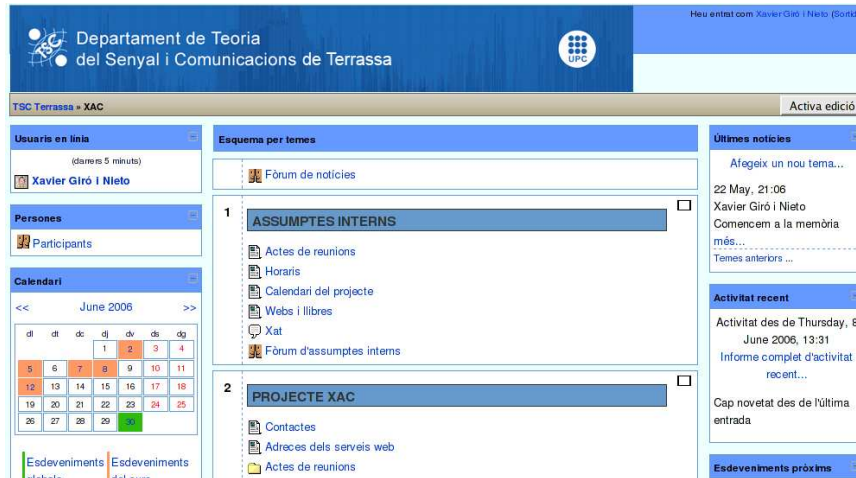 Heu entrat com Xavier Giró i Nieto (Sortida
Departament de Teoria
del Senyal i Comunicacions de Terrassa
TSC
UPC
TSC Terrassa » XAC
Activa edició
Usuaris en línia
(darrers 5 minuts)
Xavier Giró i Nieto
Persones
Participants
Calendari
<< June 2006 >>
dl dt dc dj dv ds dg
1 2 3 4
5 6 7 8 9 10 11
12 13 14 15 16 17 18
19 20 21 22 23 24 25
26 27 28 29 30
Esdeveniments Esdeveniments
Esquema per temes
Fòrum de notícies
1
ASSUMPTES INTERNS
Actes de reunions
Horaris
Calendari del projecte
Webs i llibres
Xat
Fòrum d'assumptes interns
2
PROJECTE XAC
Contactes
Adreces dels serveis web
Actes de reunions
Últimes notícies
Afegeix un nou tema...
22 May, 21:06
Xavier Giró i Nieto
Comencem a la memòria
més...
Temes anteriors ...
Activitat recent
Activitat des de Thursday, 8
June 2006, 13:31
Informe complet d'activitat
recent...
Cap novetat des de l'última
entrada
Esdeveniments pròxims